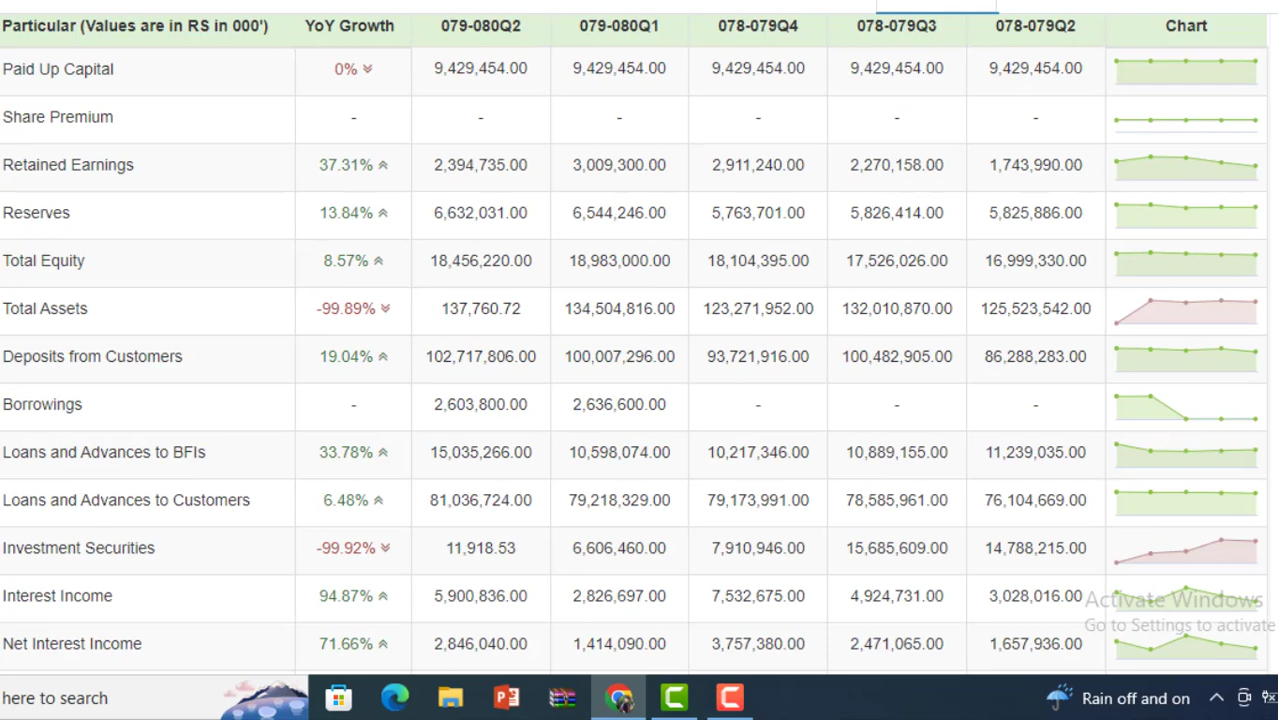 Particular (Values are in RS in 000') YoY Growth 079-080Q2 079-080Q1 078-079Q4 078-079Q3 078-079Q2 Chart
Paid Up Capital 0% 9,429,454.00 9,429,454.00 9,429,454.00 9,429,454.00 9,429,454.00
Share Premium - - - - - -
Retained Earnings 37.31% 2,394,735.00 3,009,300.00 2,911,240.00 2,270,158.00 1,743,990.00
Reserves 13.84% 6,632,031.00 6,544,246.00 5,763,701.00 5,826,414.00 5,825,886.00
Total Equity 8.57% 18,456,220.00 18,983,000.00 18,104,395.00 17,526,026.00 16,999,330.00
Total Assets -99.89% 137,760.72 134,504,816.00 123,271,952.00 132,010,870.00 125,523,542.00
Deposits from Customers 19.04% 102,717,806.00 100,007,296.00 93,721,916.00 100,482,905.00 86,288,283.00
Borrowings - 2,603,800.00 2,636,600.00 - - -
Loans and Advances to BFIs 33.78% 15,035,266.00 10,598,074.00 10,217,346.00 10,889,155.00 11,239,035.00
Loans and Advances to Customers 6.48% 81,036,724.00 79,218,329.00 79,173,991.00 78,585,961.00 76,104,669.00
Investment Securities -99.92% 11,918.53 6,606,460.00 7,910,946.00 15,685,609.00 14,788,215.00
Interest Income 94.87% 5,900,836.00 2,826,697.00 7,532,675.00 4,924,731.00 3,028,016.00
Activate Windows
Go to Settings to activate
Net Interest Income 71.66% 2,846,040.00 1,414,090.00 3,757,380.00 2,471,065.00 1,657,936.00
here to search Rain off and on